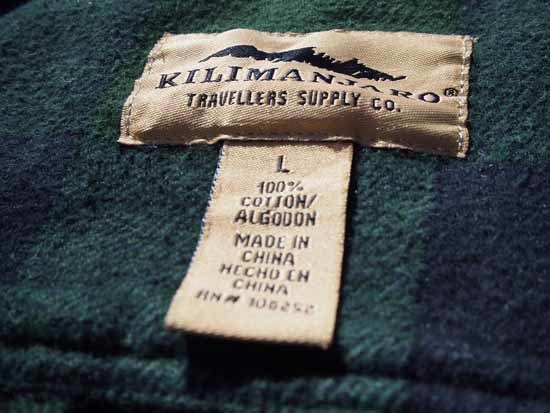 KILIMANJARO®
TRAVELLERS SUPPLY CO.
L
100%
COTTON/
ALGODON
MADE IN
CHINA
HECHO EN
CHINA
RN# 106252